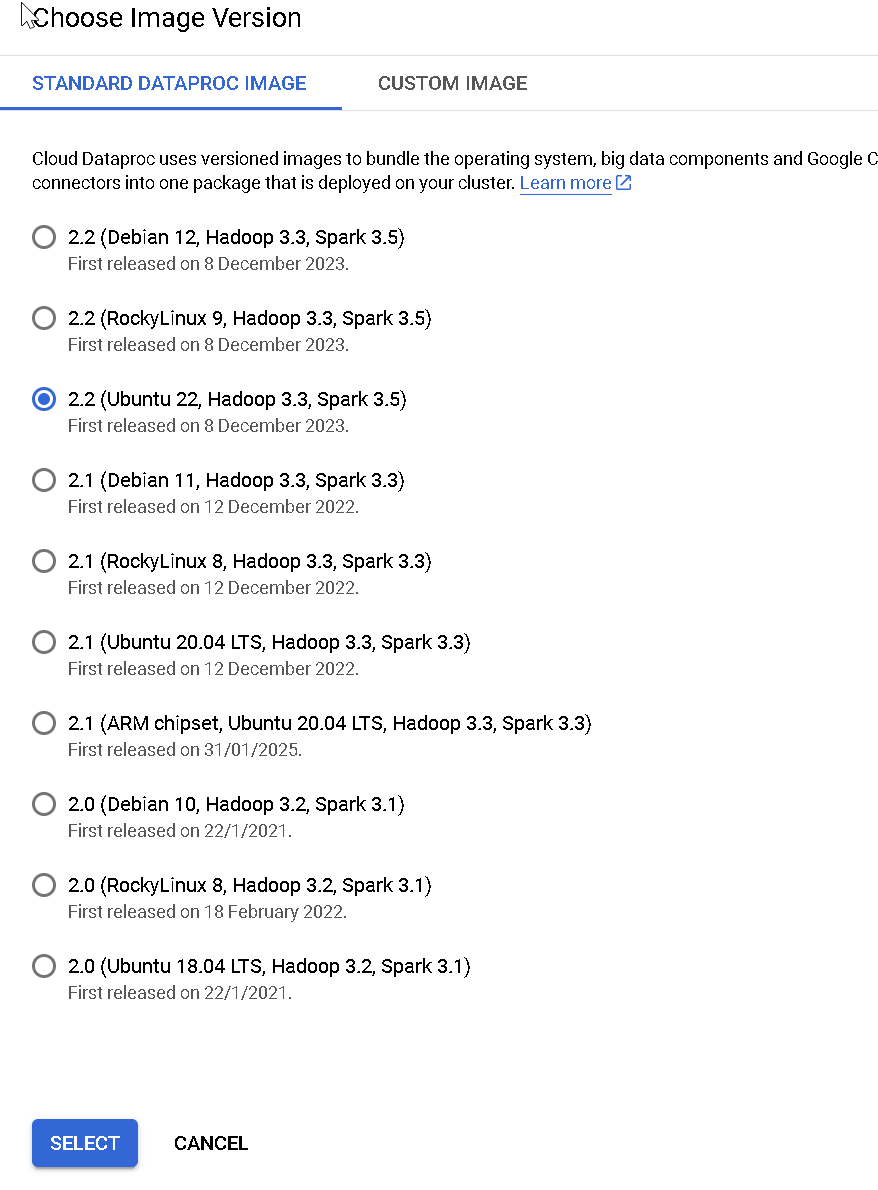 Choose Image Version
STANDARD DATAPROC IMAGE CUSTOM IMAGE
Cloud Dataproc uses versioned images to bundle the operating system, big data components and Google C
connectors into one package that is deployed on your cluster. Learn more
2.2 (Debian 12, Hadoop 3.3, Spark 3.5)
First released on 8 December 2023.
2.2 (RockyLinux 9, Hadoop 3.3, Spark 3.5)
First released on 8 December 2023.
2.2 (Ubuntu 22, Hadoop 3.3, Spark 3.5)
First released on 8 December 2023.
2.1 (Debian 11, Hadoop 3.3, Spark 3.3)
First released on 12 December 2022.
2.1 (RockyLinux 8, Hadoop 3.3, Spark 3.3)
First released on 12 December 2022.
2.1 (Ubuntu 20.04 LTS, Hadoop 3.3, Spark 3.3)
First released on 12 December 2022.
2.1 (ARM chipset, Ubuntu 20.04 LTS, Hadoop 3.3, Spark 3.3)
First released on 31/01/2025.
2.0 (Debian 10, Hadoop 3.2, Spark 3.1)
First released on 22/1/2021.
2.0 (RockyLinux 8, Hadoop 3.2, Spark 3.1)
First released on 18 February 2022.
2.0 (Ubuntu 18.04 LTS, Hadoop 3.2, Spark 3.1)
First released on 22/1/2021.
SELECT CANCEL